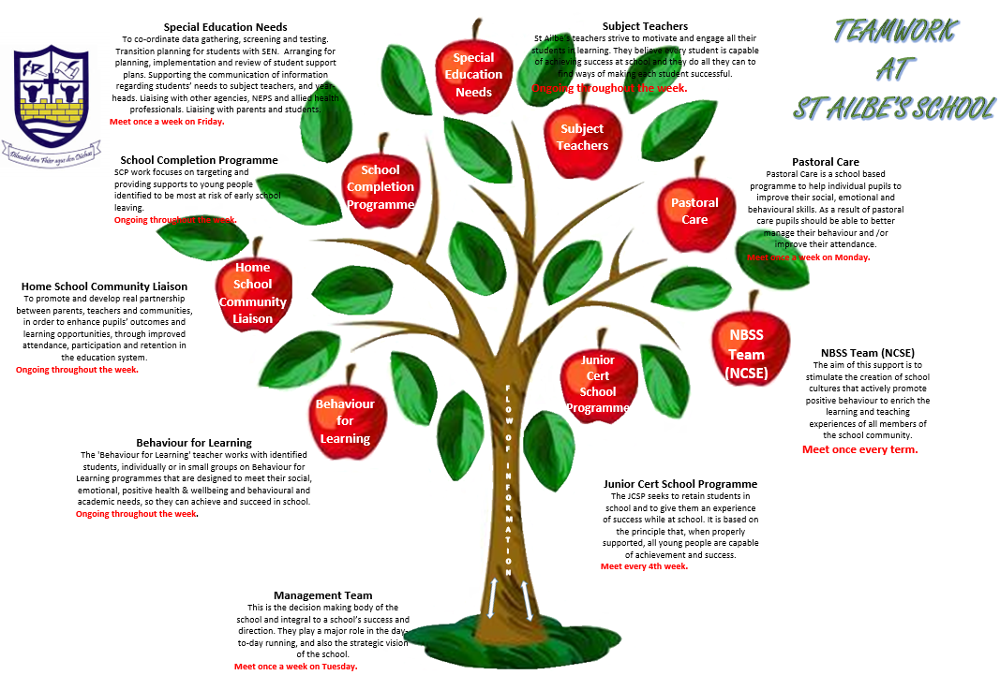 TEAMWORK
AT
ST AILBE'S SCHOOL
Special Education Needs
To co-ordinate data gathering, screening and testing.
Transition planning for students with SEN. Arranging for
planning, implementation and review of student support
plans. Supporting the communication of information
regarding students' needs to subject teachers, and year-
heads. Liaising with other agencies, NEPS and allied health
professionals. Liaising with parents and students.
Meet once a week on Friday.
Subject Teachers
St Ailbe's teachers strive to motivate and engage all their
students in learning. They believe every student is capable
of achieving success at school and they do all they can to
find ways of making each student successful.
Ongoing throughout the week.
School Completion Programme
SCP work focuses on targeting and
providing supports to young people
identified to be most at risk of early school
leaving.
Ongoing throughout the week.
Pastoral Care
Pastoral Care is a school based
programme to help individual pupils to
improve their social, emotional and
behavioural skills. As a result of pastoral
care pupils should be able to better
manage their behaviour and /or
improve their attendance.
Meet once a week on Monday.
Home School Community Liaison
To promote and develop real partnership
between parents, teachers and communities,
in order to enhance pupils' outcomes and
learning opportunities, through improved
attendance, participation and retention in
the education system.
Ongoing throughout the week.
NBSS Team (NCSE)
The aim of this support is to
stimulate the creation of school
cultures that actively promote
positive behaviour to enrich the
learning and teaching
experiences of all members of
the school community.
Meet once every term.
Behaviour for Learning
The 'Behaviour for Learning' teacher works with identified
students, individually or in small groups on Behaviour for
Learning programmes that are designed to meet their social,
emotional, positive health & wellbeing and behavioural and
academic needs, so they can achieve and succeed in school.
Ongoing throughout the week.
Junior Cert School Programme
The JCSP seeks to retain students in
school and to give them an experience
of success while at school. It is based on
the principle that, when properly
supported, all young people are capable
of achievement and success.
Meet every 4th week.
Management Team
This is the decision making body of the
school and integral to a school's success and
direction. They play a major role in the day-
to-day running, and also the strategic vision
of the school.
Meet once a week on Tuesday.
Special
Education
Needs
Subject
Teachers
School
Completion
Programme
Pastoral
Care
Home
School
Community
Liaison
NBSS
Team
(NCSE)
Junior
Cert
School
Programme
Behaviour
for
Learning
FLOW OF INFORMATION